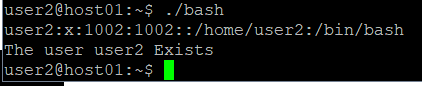 user2@host01:~$ ./bash
user2:x:1002:1002::/home/user2:/bin/bash
The user user2 Exists
user2@host01:~$